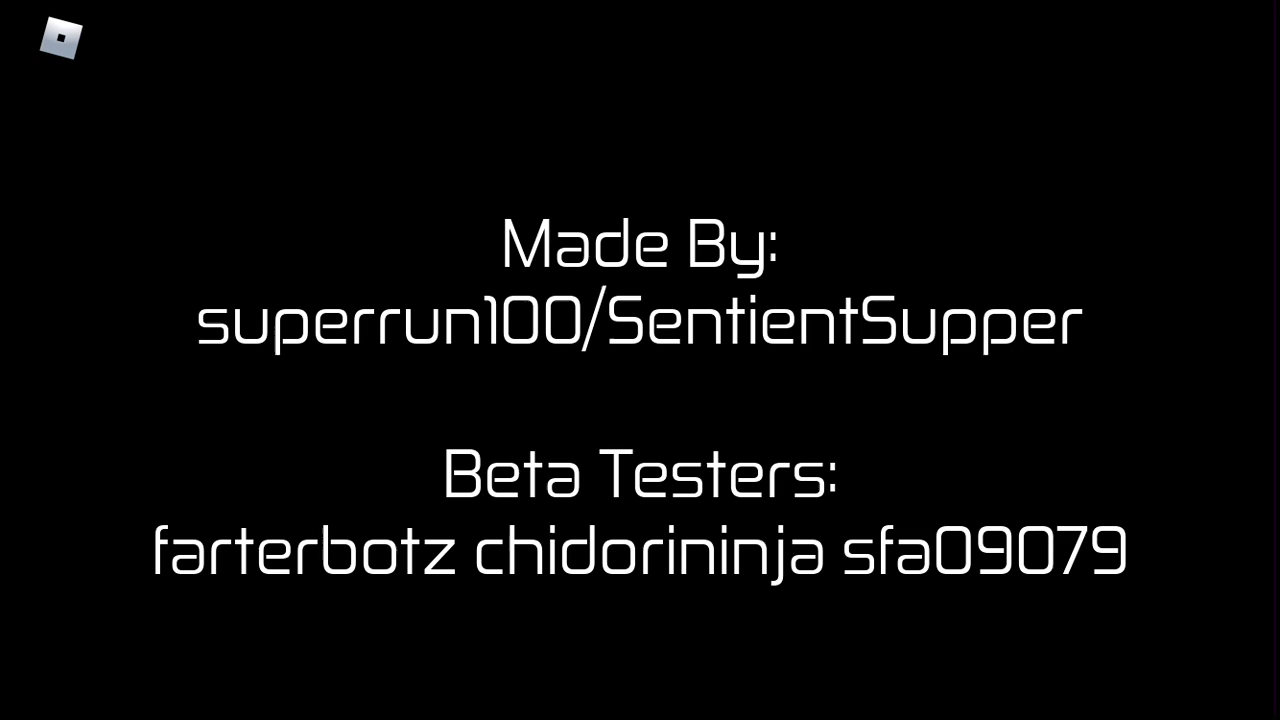 Made By:
superrun100/SentientSupper
Beta Testers:
farterbotz chidorininja sfa09079